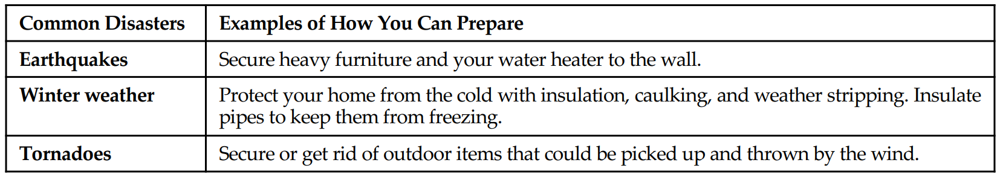 Common Disasters Examples of How You Can Prepare
Earthquakes Secure heavy furniture and your water heater to the wall.
Winter weather Protect your home from the cold with insulation, caulking, and weather stripping. Insulate
pipes to keep them from freezing.
Tornadoes Secure or get rid of outdoor items that could be picked up and thrown by the wind.